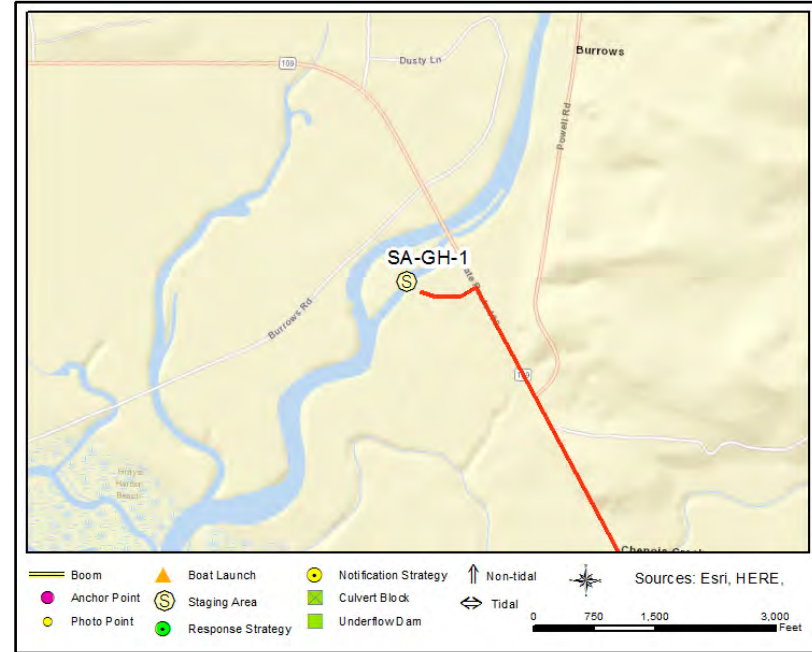 Burrows
Dusty Ln
109
Powell Rd
SA-GH-1
S
Burrows Rd
109
Grays
Harbor
Boom
Anchor Point
Photo Point
Boat Launch
S
Staging Area
Response Strategy
Notification Strategy
Culvert Block
Underflow Dam
Non-tidal
Tidal
Sources: Esri, HERE,
0 750 1,500 3,000
Feet